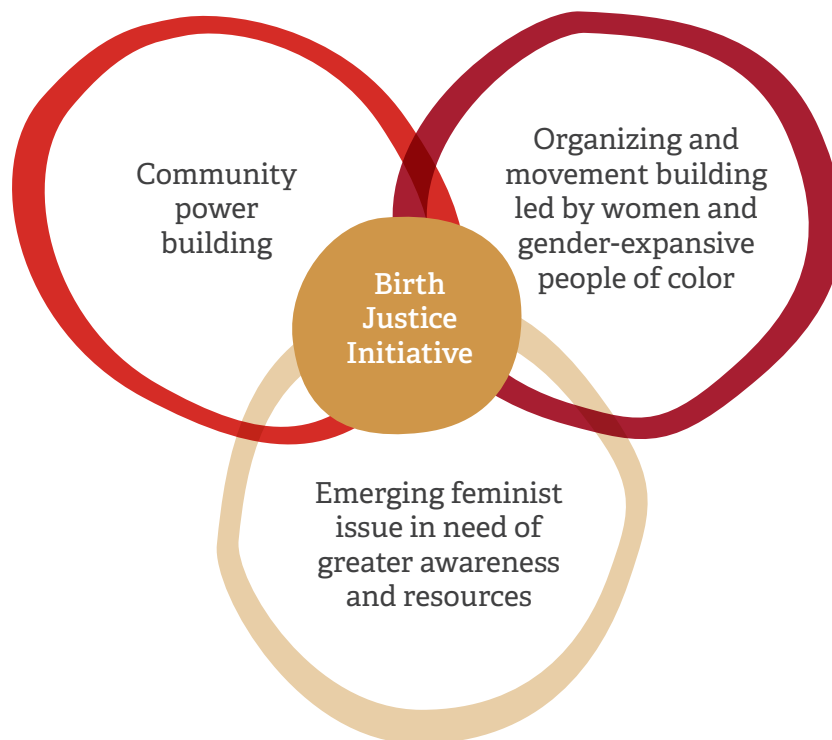 Community
power
building
Organizing and
movement building
led by women and
gender-expansive
people of color
Birth
Justice
Initiative
Emerging feminist
issue in need of
greater awareness
and resources